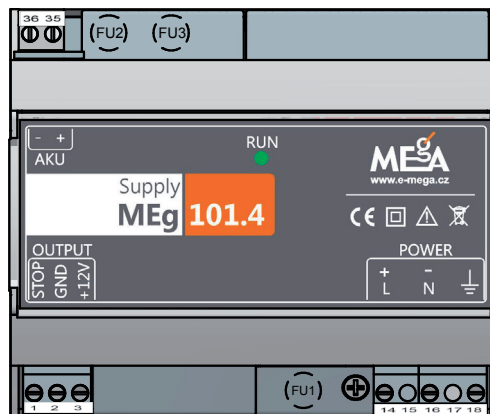 36 35
FU2 FU3
- +
AKU
RUN
MEgA
www.e-mega.cz
Supply
MEg 101.4
CE
OUTPUT
STOP
GND
+12V
POWER
+ -
L N
FU1
1 2 3
14 15 16 17 18